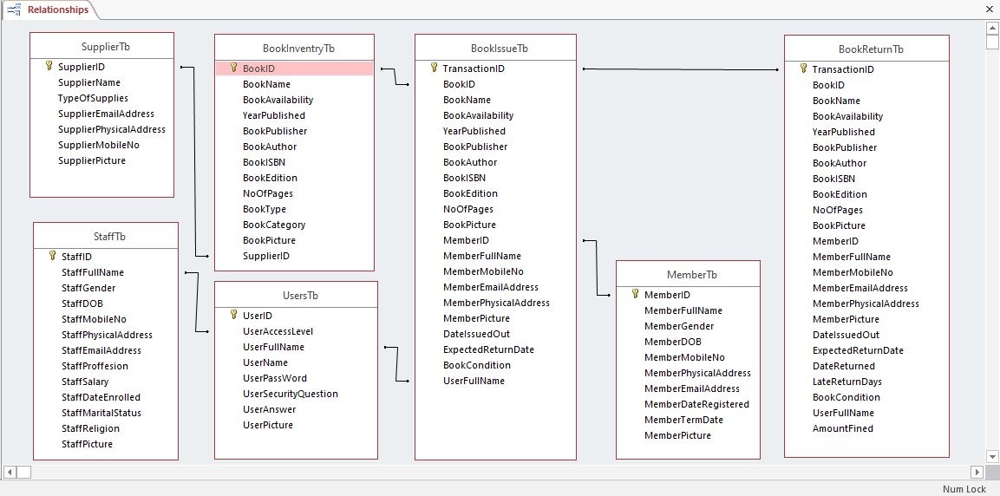 Relationships
SupplierTb
SupplierID
SupplierName
TypeOfSupplies
SupplierEmailAddress
SupplierPhysicalAddress
SupplierMobileNo
SupplierPicture
StaffTb
StaffID
StaffFullName
StaffGender
StaffDOB
StaffMobileNo
StaffPhysicalAddress
StaffEmailAddress
StaffProffesion
StaffSalary
StaffDateEnrolled
StaffMaritalStatus
StaffReligion
StaffPicture
BookInventryTb
BookID
BookName
BookAvailability
YearPublished
BookPublisher
BookAuthor
BookISBN
BookEdition
NoOfPages
BookType
BookCategory
BookPicture
SupplierID
UsersTb
UserID
UserAccessLevel
UserFullName
UserName
UserPassWord
UserSecurityQuestion
UserAnswer
UserPicture
BookIssueTb
TransactionID
BookID
BookName
BookAvailability
YearPublished
BookPublisher
BookAuthor
BookISBN
BookEdition
NoOfPages
BookPicture
MemberID
MemberFullName
MemberMobileNo
MemberEmailAddress
MemberPhysicalAddress
MemberPicture
DateIssuedOut
ExpectedReturnDate
BookCondition
UserFullName
MemberTb
MemberID
MemberFullName
MemberGender
MemberDOB
MemberMobileNo
MemberPhysicalAddress
MemberEmailAddress
MemberDateRegistered
MemberTermDate
MemberPicture
BookReturnTb
TransactionID
BookID
BookName
BookAvailability
YearPublished
BookPublisher
BookAuthor
BookISBN
BookEdition
NoOfPages
BookPicture
MemberID
MemberFullName
MemberMobileNo
MemberEmailAddress
MemberPhysicalAddress
MemberPicture
DateIssuedOut
ExpectedReturnDate
DateReturned
LateReturnDays
BookCondition
UserFullName
AmountFined
Num Lock